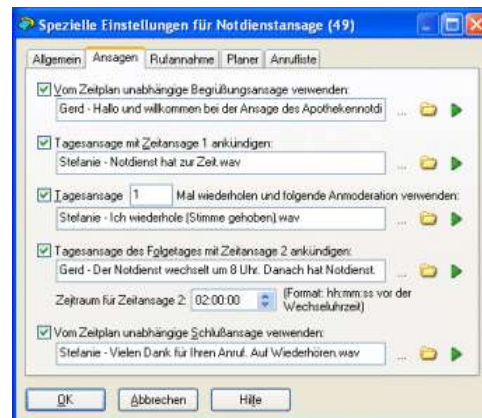 Spezielle Einstellungen für Notdienstansage (49)
Allgemein Ansagen Rufannahme Planer Anrufliste
Vom Zeitplan unabhängige Begrüßungsansage verwenden:
Gerd - Hallo und willkommen bei der Ansage des Apothekennotdi
...
Tagesansage mit Zeitansage 1 ankündigen:
Stefanie - Notdienst hat zur Zeit.wav
...
Tagesansage 1 Mal wiederholen und folgende Anmoderation verwenden:
Stefanie - Ich wiederhole (Stimme gehoben).wav
...
Tagesansage des Folgetages mit Zeitansage 2 ankündigen:
Gerd - Der Notdienst wechselt um 8 Uhr. Danach hat Notdienst.
...
Zeitraum für Zeitansage 2: 02:00:00 (Format: hh:mm:ss vor der
Wechseluhrzeit)
Vom Zeitplan unabhängige Schlußansage verwenden:
Stefanie - Vielen Dank für Ihren Anruf. Auf Wiederhören.wav
...
OK Abbrechen Hilfe